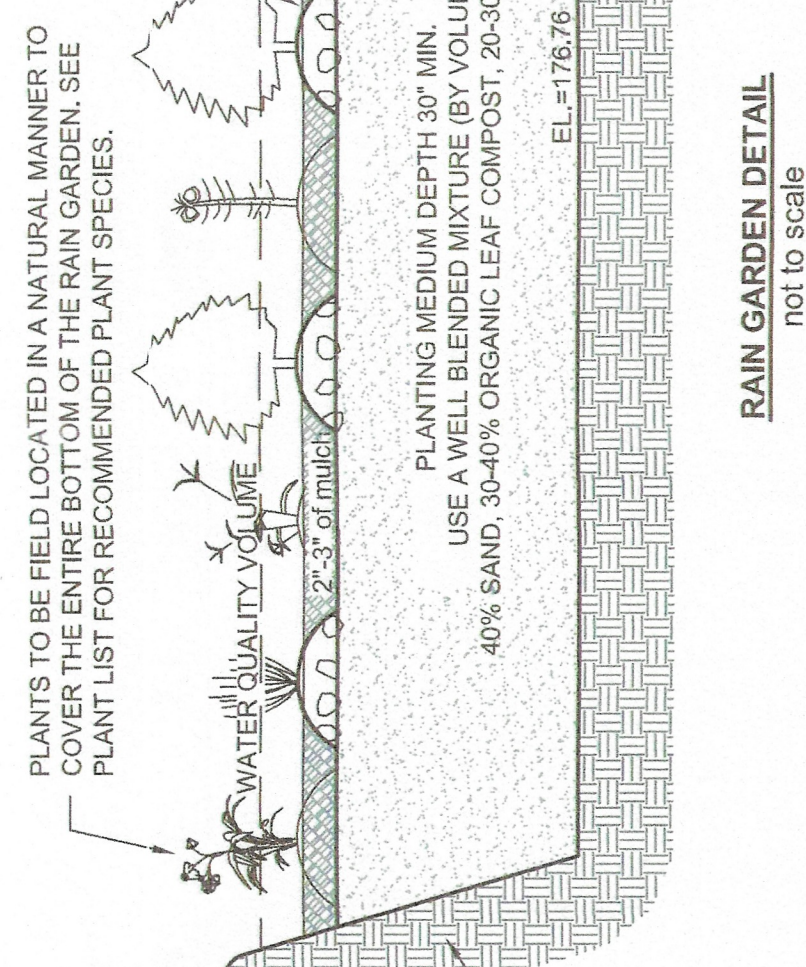 PLANTS TO BE FIELD LOCATED IN A NATURAL MANNER TO
COVER THE ENTIRE BOTTOM OF THE RAIN GARDEN. SEE
PLANT LIST FOR RECOMMENDED PLANT SPECIES.
WATER QUALITY VOLUME
2"-3" of mulch
PLANTING MEDIUM DEPTH 30" MIN.
USE A WELL BLENDED MIXTURE (BY VOLU
40% SAND, 30-40% ORGANIC LEAF COMPOST, 20-30
EL.=176.76
RAIN GARDEN DETAIL
not to scale